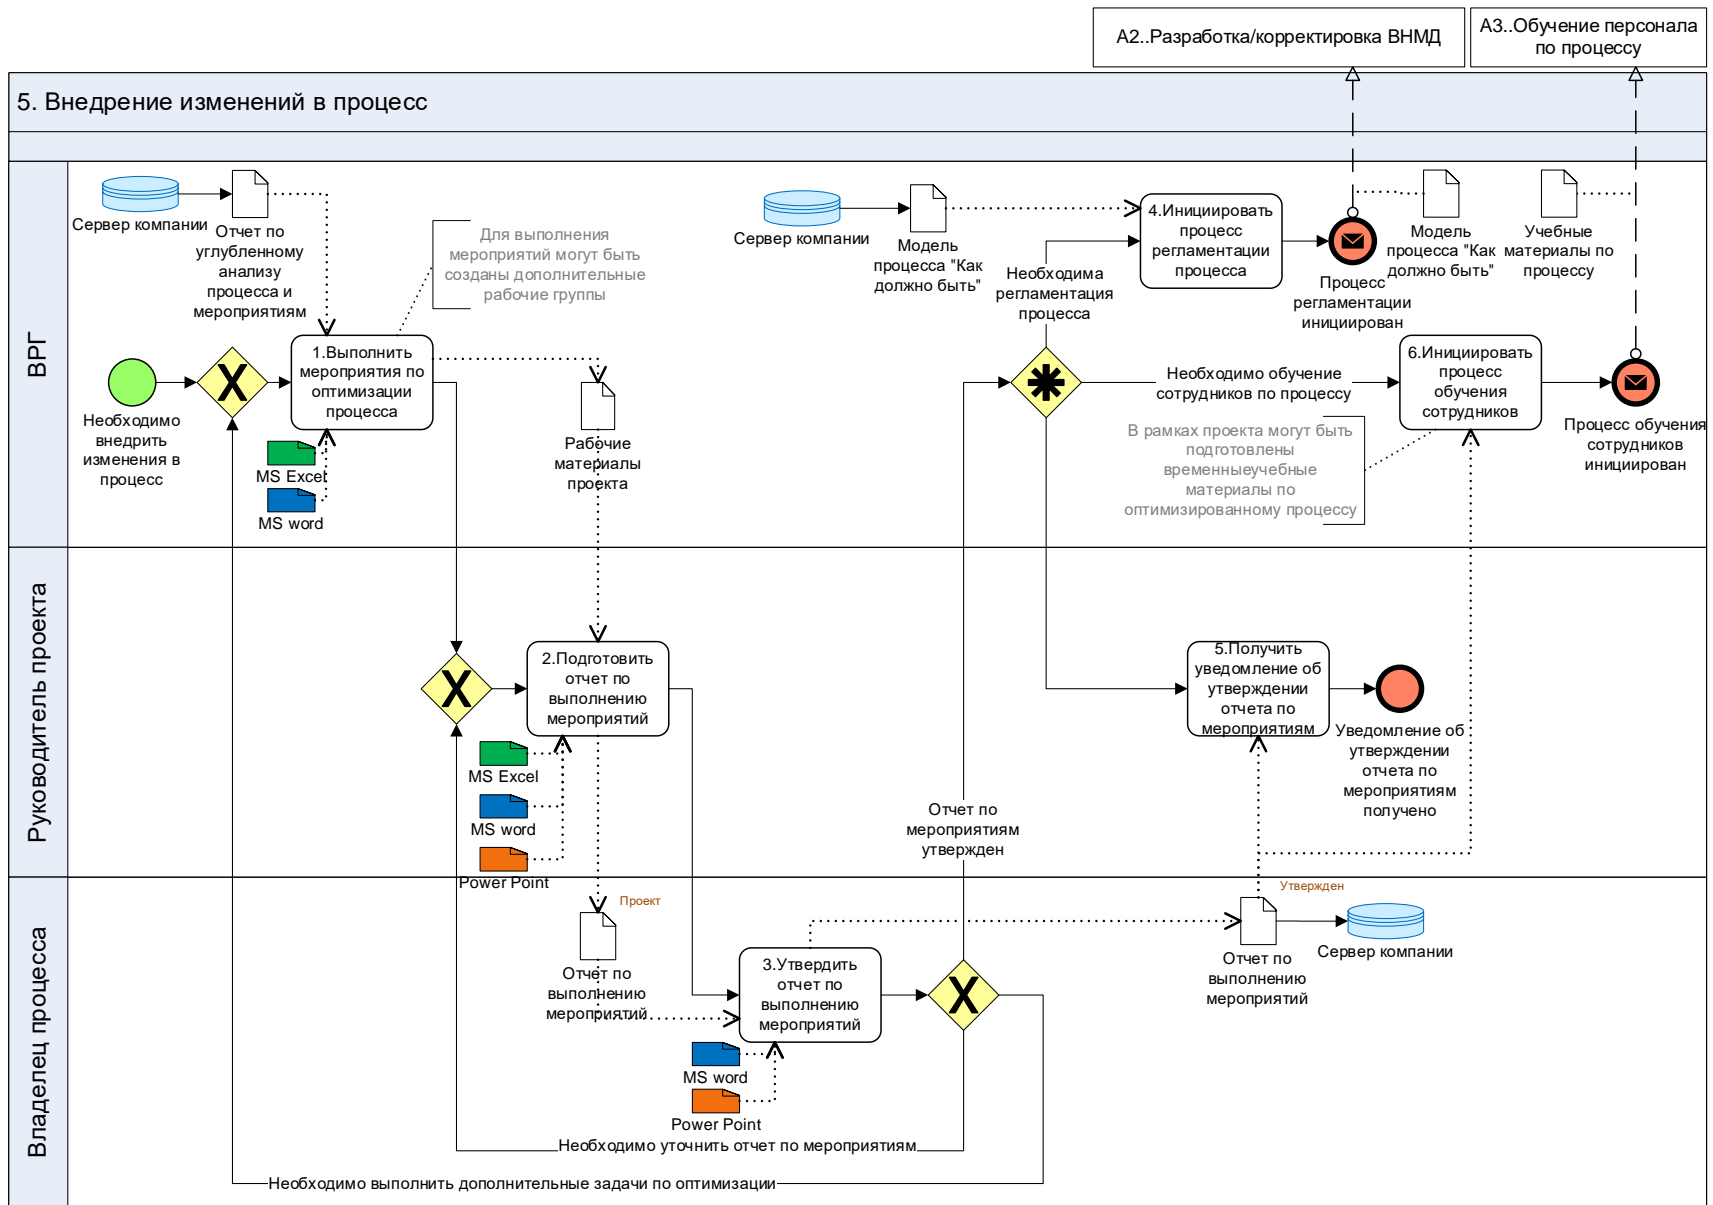 А2..Разработка/корректировка ВНМД
А3..Обучение персонала
по процессу
5. Внедрение изменений в процесс
ВРГ
Сервер компании
Отчет по
углубленному
анализу
процесса и
мероприятиям
Для выполнения
мероприятий могут быть
созданы дополнительные
рабочие группы
Необходимо
внедрить
изменения в
процесс
1.Выполнить
мероприятия по
оптимизации
процесса
MS Excel
MS word
Рабочие
материалы
проекта
Сервер компании
Модель
процесса "Как
должно быть"
4.Инициировать
процесс
регламентации
процесса
Необходима
регламентация
процесса
Процесс
регламентации
инициирован
Модель
процесса "Как
должно быть"
Учебные
материалы по
процессу
Необходимо обучение
сотрудников по процессу
6.Инициировать
процесс
обучения
сотрудников
Процесс обучения
сотрудников
инициирован
В рамках проекта могут быть
подготовлены
временныеучебные
материалы по
оптимизированному процессу
Руководитель проекта
2.Подготовить
отчет по
выполнению
мероприятий
MS Excel
MS word
Power Point
5.Получить
уведомление об
утверждении
отчета по
мероприятиям
Уведомление об
утверждении
отчета по
мероприятиям
получено
Отчет по
мероприятиям
утвержден
Владелец процесса
Проект
Отчет по
выполнению
мероприятий
3.Утвердить
отчет по
выполнению
мероприятий
MS word
Power Point
Утвержден
Отчет по
выполнению
мероприятий
Сервер компании
Необходимо уточнить отчет по мероприятиям
Необходимо выполнить дополнительные задачи по оптимизации